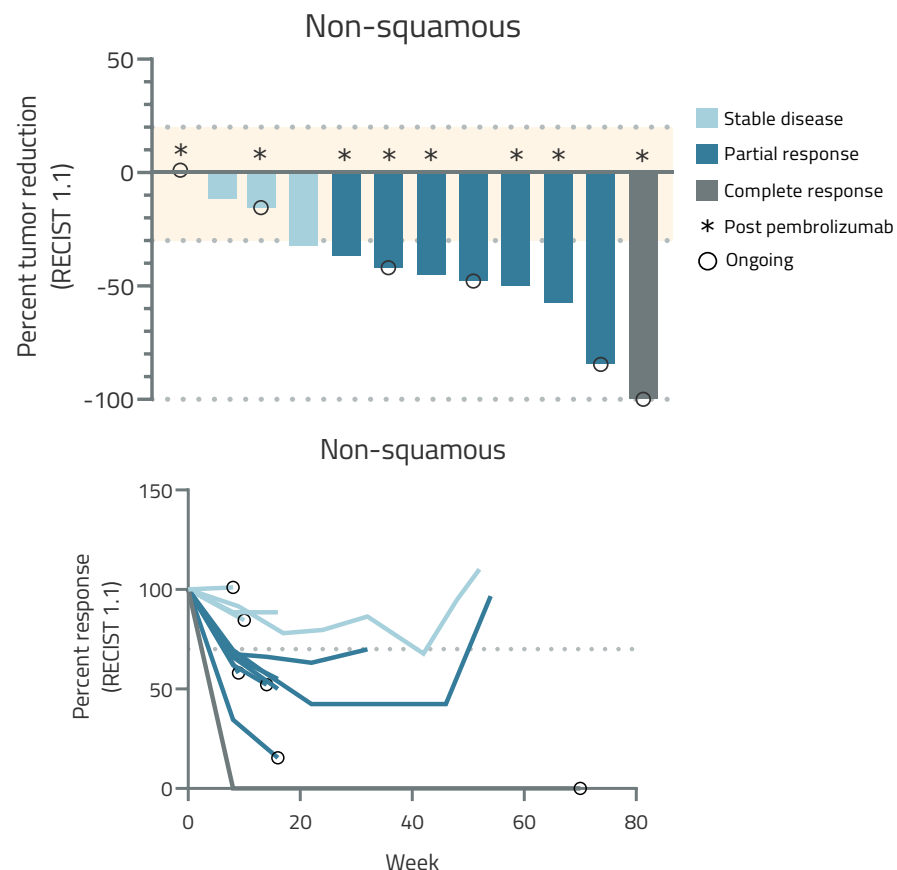 Non-squamous
Percent tumor reduction
(RECIST 1.1)
50
0
-50
-100
* * * * * * * *
Stable disease
Partial response
Complete response
* Post pembrolizumab
Ongoing
Non-squamous
Percent response
(RECIST 1.1)
150
100
50
0
0 20 40 60 80
Week